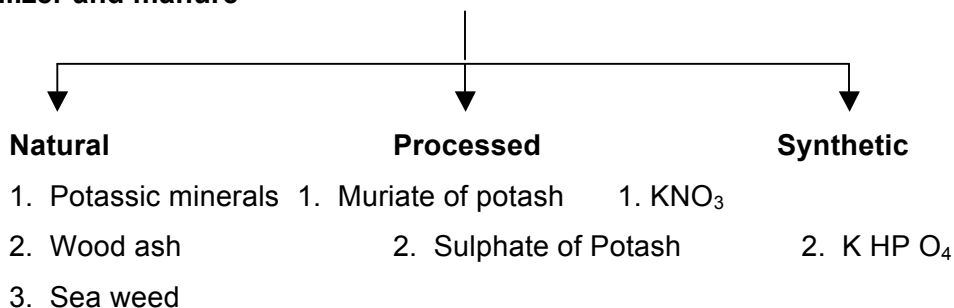 and manure
Natural Processed Synthetic
1. Potassic minerals 1. Muriate of potash 1. KNO₃
2. Wood ash 2. Sulphate of Potash 2. K HP O₄
3. Sea weed